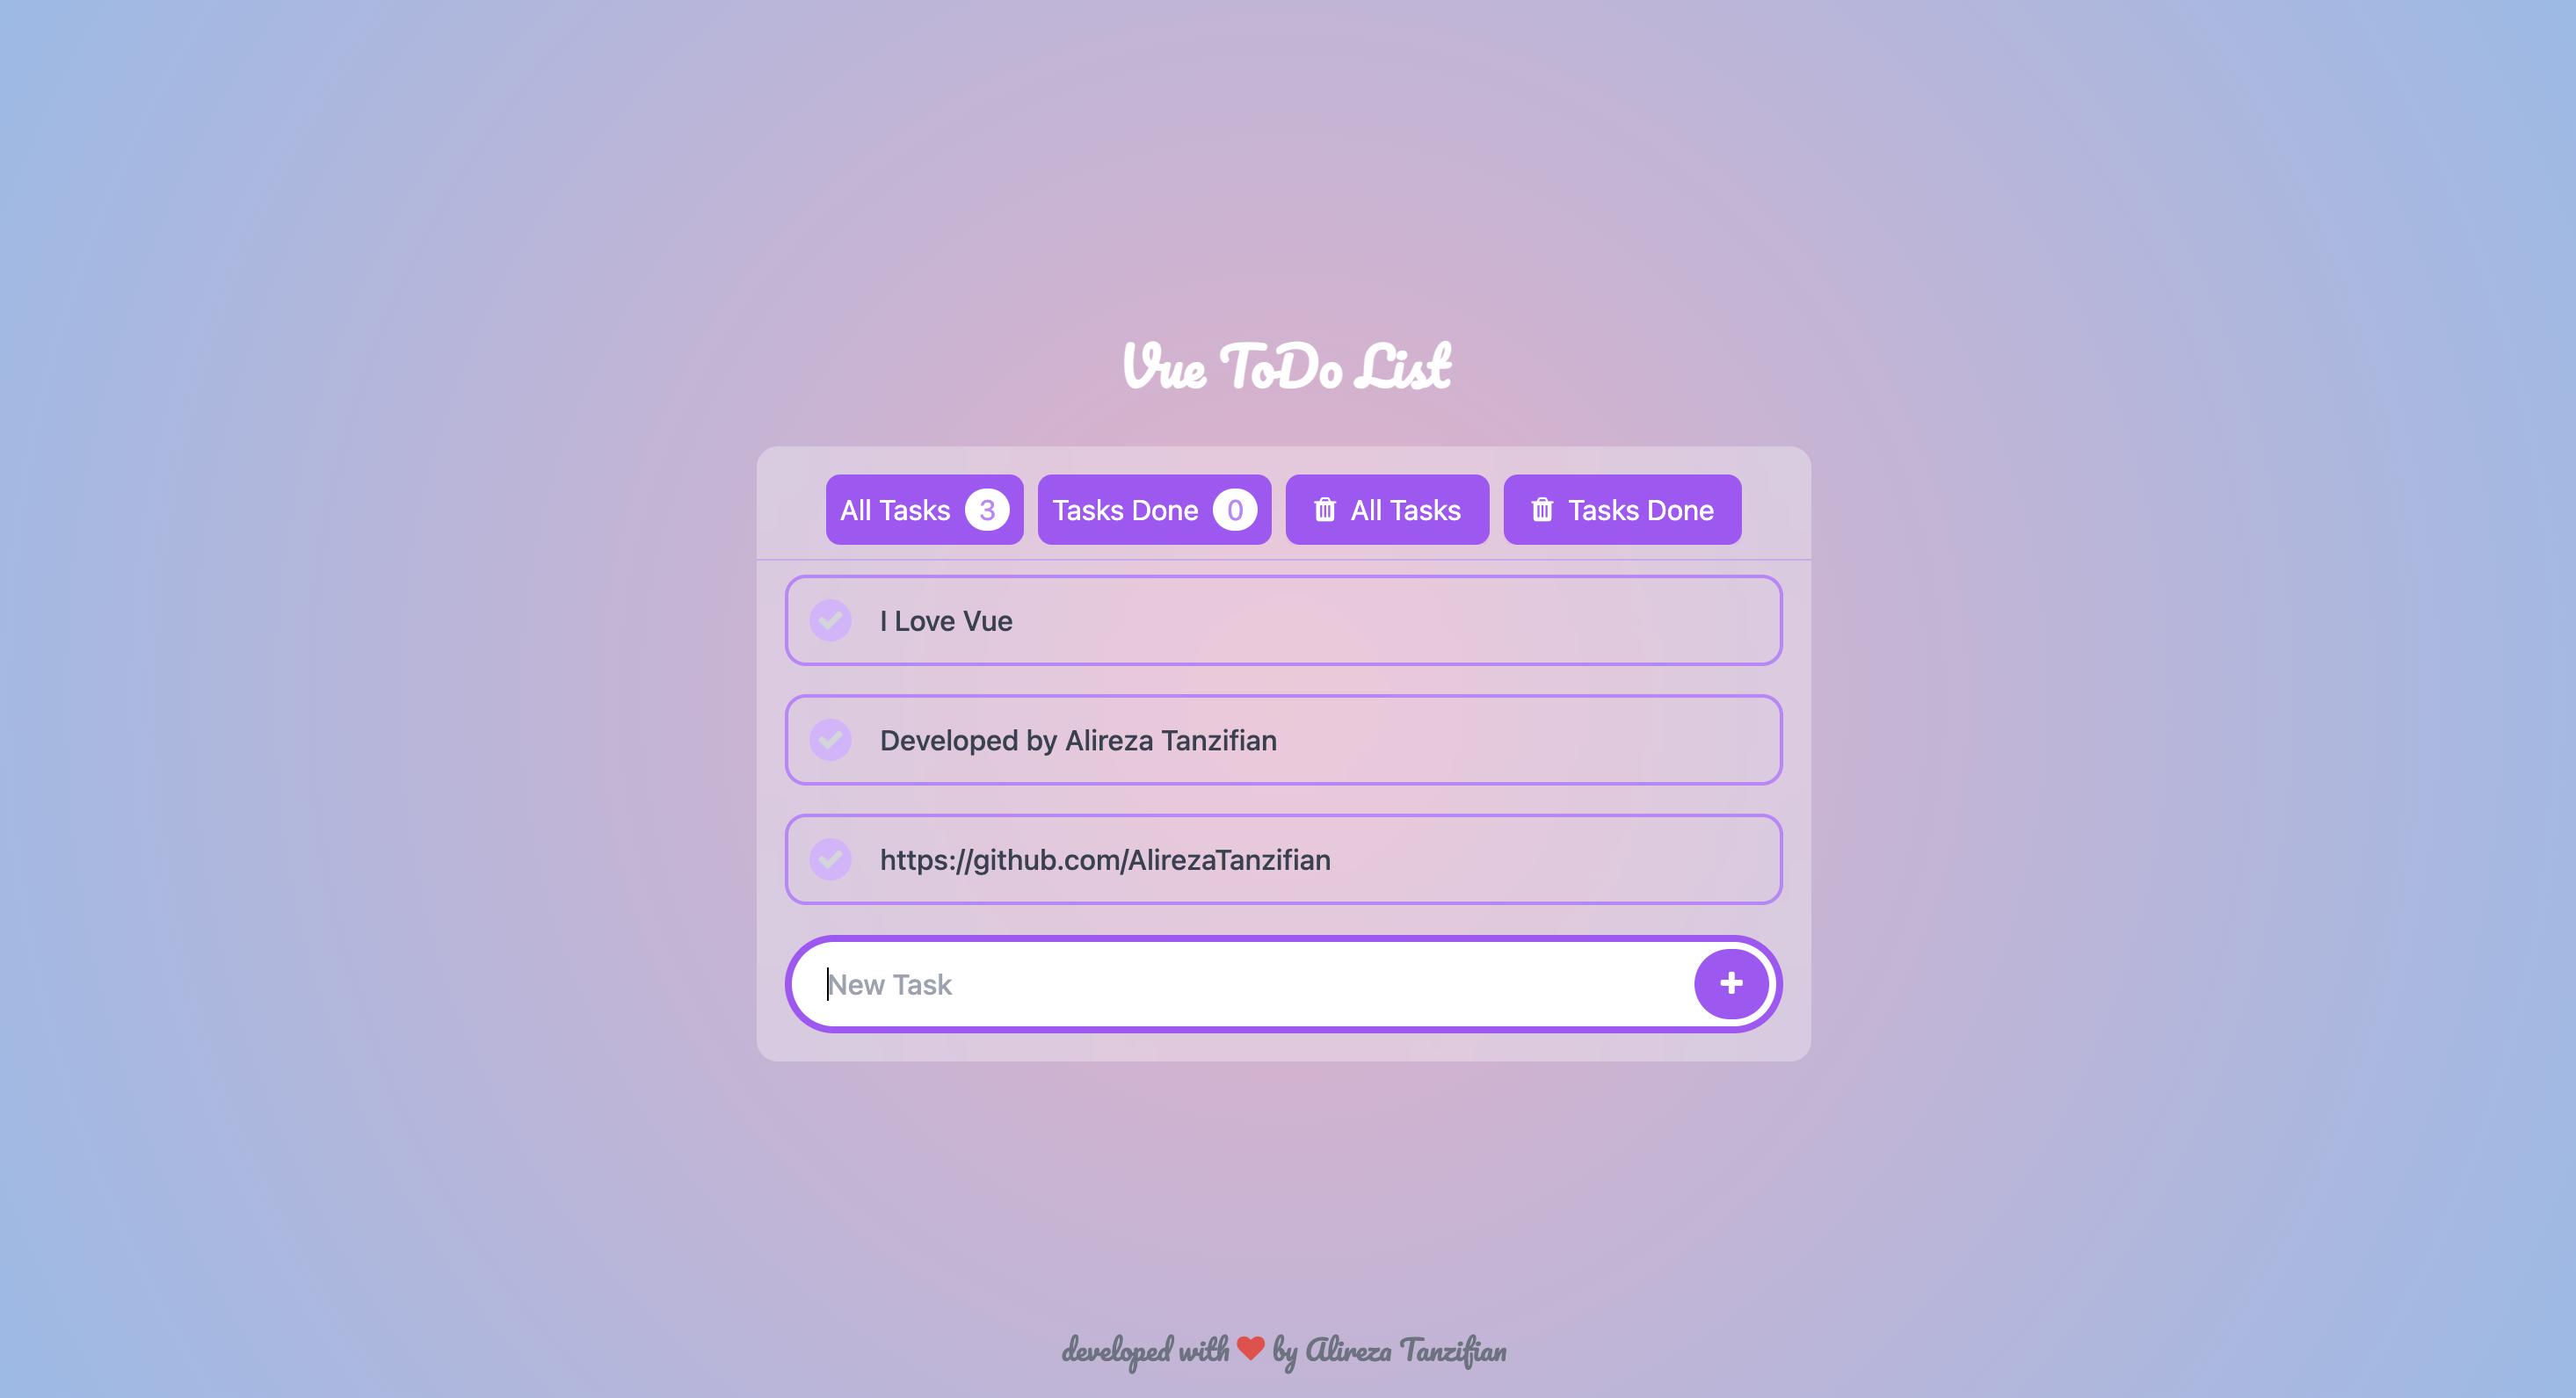 Vue ToDo List
All Tasks 3 Tasks Done 0 All Tasks Tasks Done
I Love Vue
Developed by Alireza Tanzifian
https://github.com/AlirezaTanzifian
New Task
developed with ❤ by Alireza Tanzifian